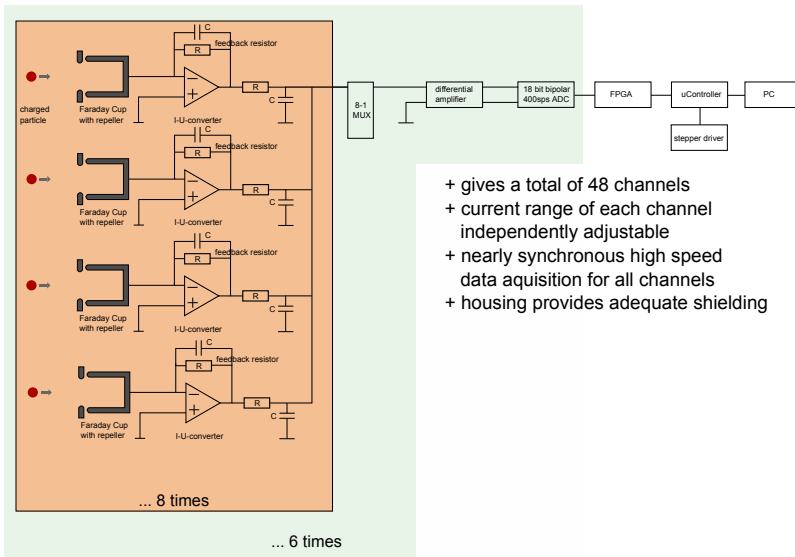 C
feedback resistor
R
R
C
charged
particle
Faraday Cup
with repeller
I-U-converter
8-1
MUX
differential
amplifier
18 bit bipolar
400sps ADC
FPGA
uController
PC
stepper driver
C
feedback resistor
R
R
C
Faraday Cup
with repeller
I-U-converter
C
feedback resistor
R
R
C
Faraday Cup
with repeller
I-U-converter
C
feedback resistor
R
R
C
Faraday Cup
with repeller
I-U-converter
+ gives a total of 48 channels
+ current range of each channel
independently adjustable
+ nearly synchronous high speed
data aquisition for all channels
+ housing provides adequate shielding
... 8 times
... 6 times